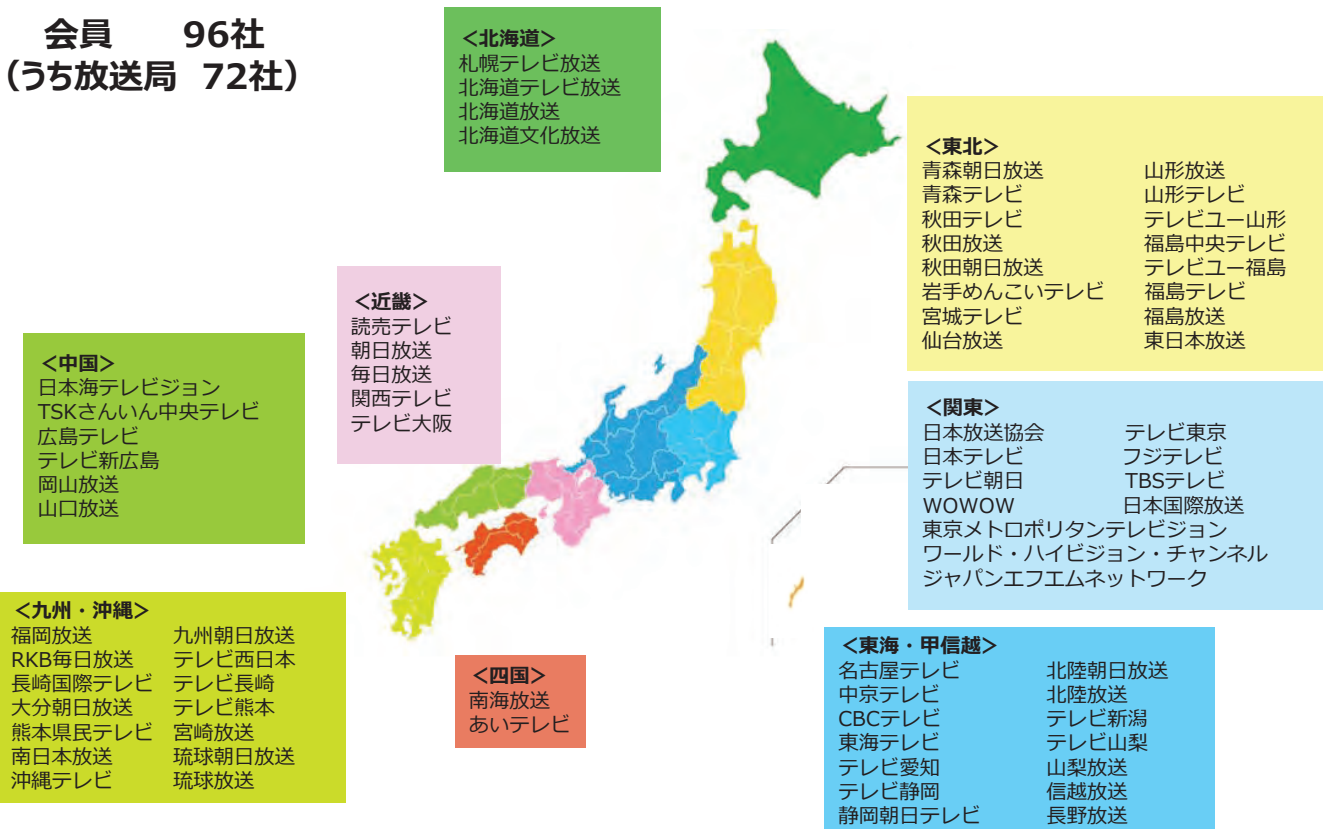 会員 96社
（うち放送局 72社）
＜北海道＞
札幌テレビ放送
北海道テレビ放送
北海道放送
北海道文化放送
＜東北＞
青森朝日放送 山形放送
青森テレビ 山形テレビ
秋田テレビ テレビユー山形
秋田放送 福島中央テレビ
秋田朝日放送 テレビユー福島
岩手めんこいテレビ 福島テレビ
宮城テレビ 福島放送
仙台放送 東日本放送
＜近畿＞
読売テレビ
朝日放送
毎日放送
関西テレビ
テレビ大阪
＜中国＞
日本海テレビジョン
TSKさんいん中央テレビ
広島テレビ
テレビ新広島
岡山放送
山口放送
＜関東＞
日本放送協会 テレビ東京
日本テレビ フジテレビ
テレビ朝日 TBSテレビ
WOWOW 日本国際放送
東京メトロポリタンテレビジョン
ワールド・ハイビジョン・チャンネル
ジャパンエフエムネットワーク
＜九州・沖縄＞
福岡放送 九州朝日放送
RKB毎日放送 テレビ西日本
長崎国際テレビ テレビ長崎
大分朝日放送 テレビ熊本
熊本県民テレビ 宮崎放送
南日本放送 琉球朝日放送
沖縄テレビ 琉球放送
＜四国＞
南海放送
あいテレビ
＜東海・甲信越＞
名古屋テレビ 北陸朝日放送
中京テレビ 北陸放送
CBCテレビ テレビ新潟
東海テレビ テレビ山梨
テレビ愛知 山梨放送
テレビ静岡 信越放送
静岡朝日テレビ 長野放送